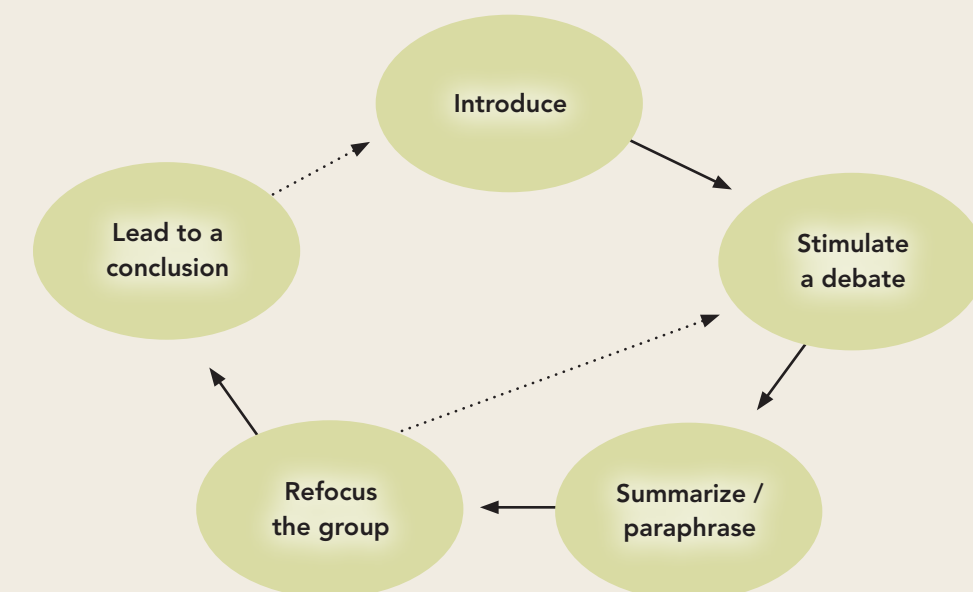 Introduce
Stimulate
a debate
Summarize /
paraphrase
Refocus
the group
Lead to a
conclusion